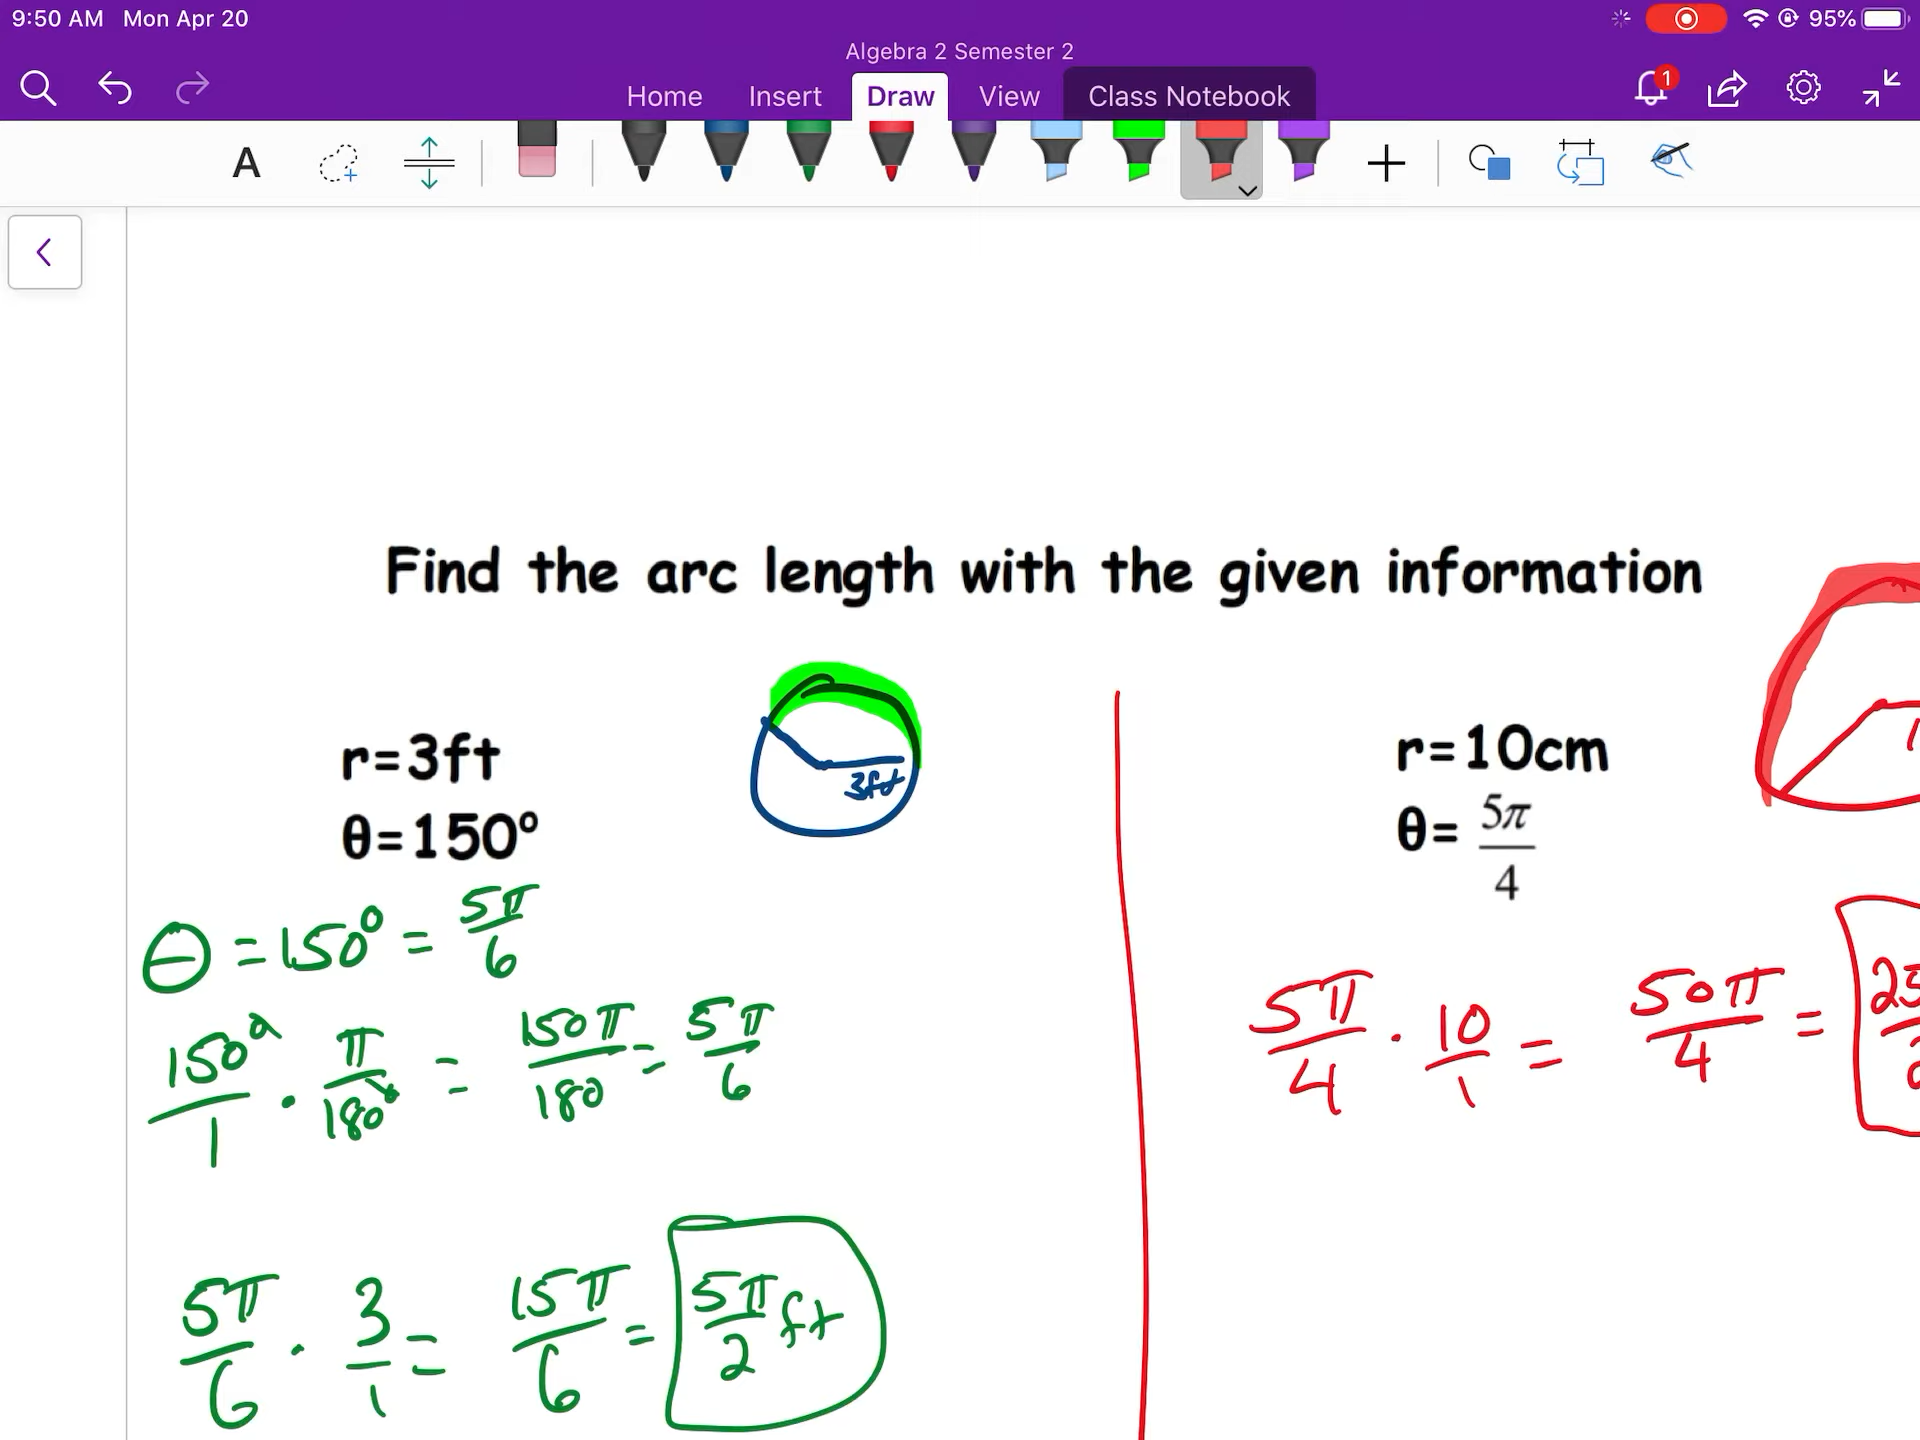 9:50 AM Mon Apr 20
95%
Algebra 2 Semester 2
Home Insert Draw View Class Notebook
1
A
Find the arc length with the given information
r=3ft
θ=150°
3ft
r=10cm
θ= 5π/4
θ = 150° = 5π/6
150°/1 · π/180° = 150π/180 = 5π/6
5π/4 · 10/1 = 50π/4 =
5π/6 · 3/1 = 15π/6 = 5π/2 ft